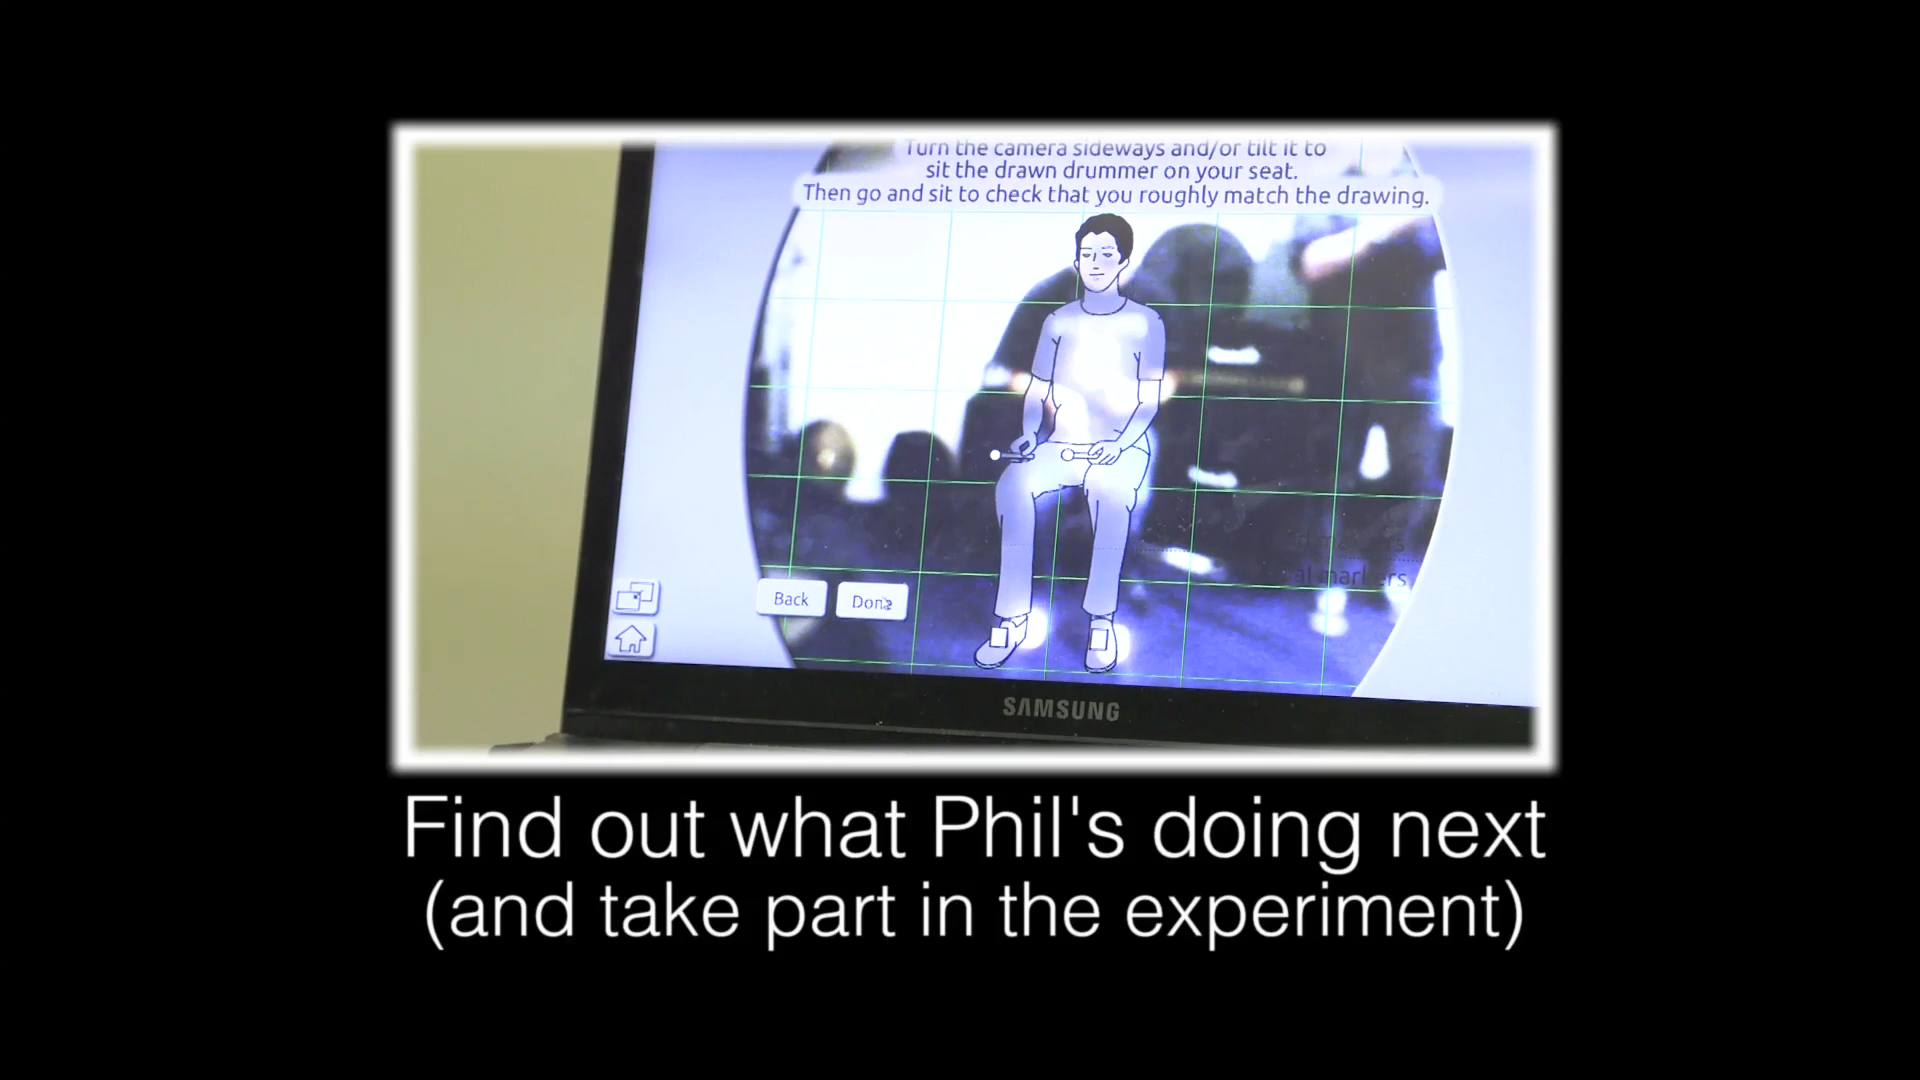 Turn the camera sideways and/or tilt it to
sit the drawn drummer on your seat.
Then go and sit to check that you roughly match the drawing.
Back
Done
SAMSUNG
Find out what Phil's doing next
(and take part in the experiment)